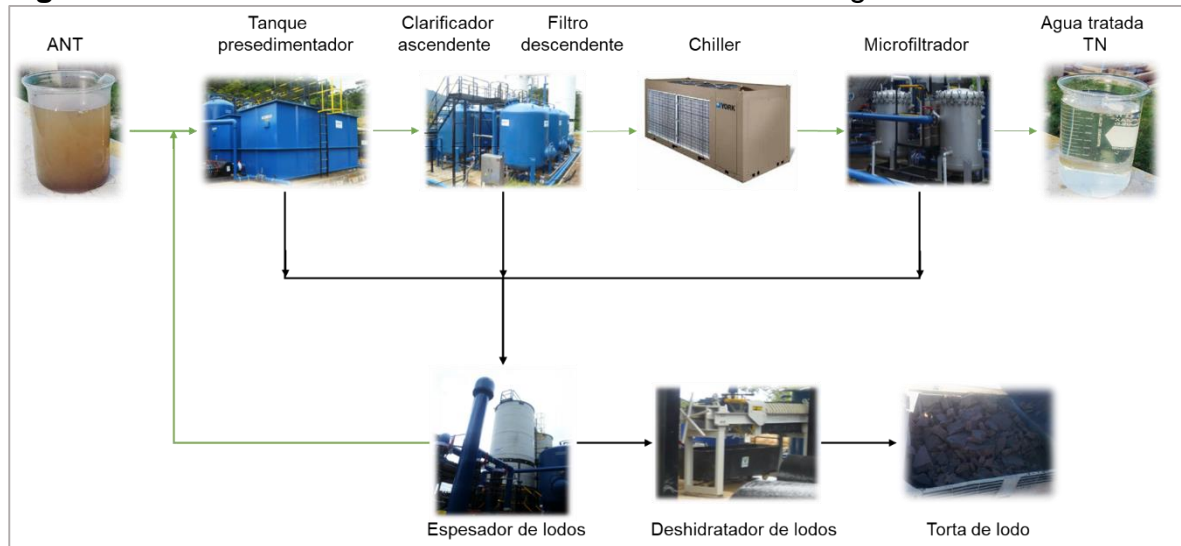 ANT
Tanque
presedimentador
Clarificador
ascendente
Filtro
descendente
Chiller
Microfiltrador
Agua tratada
TN
YORK
Espesador de lodos
Deshidratador de lodos
Torta de lodo